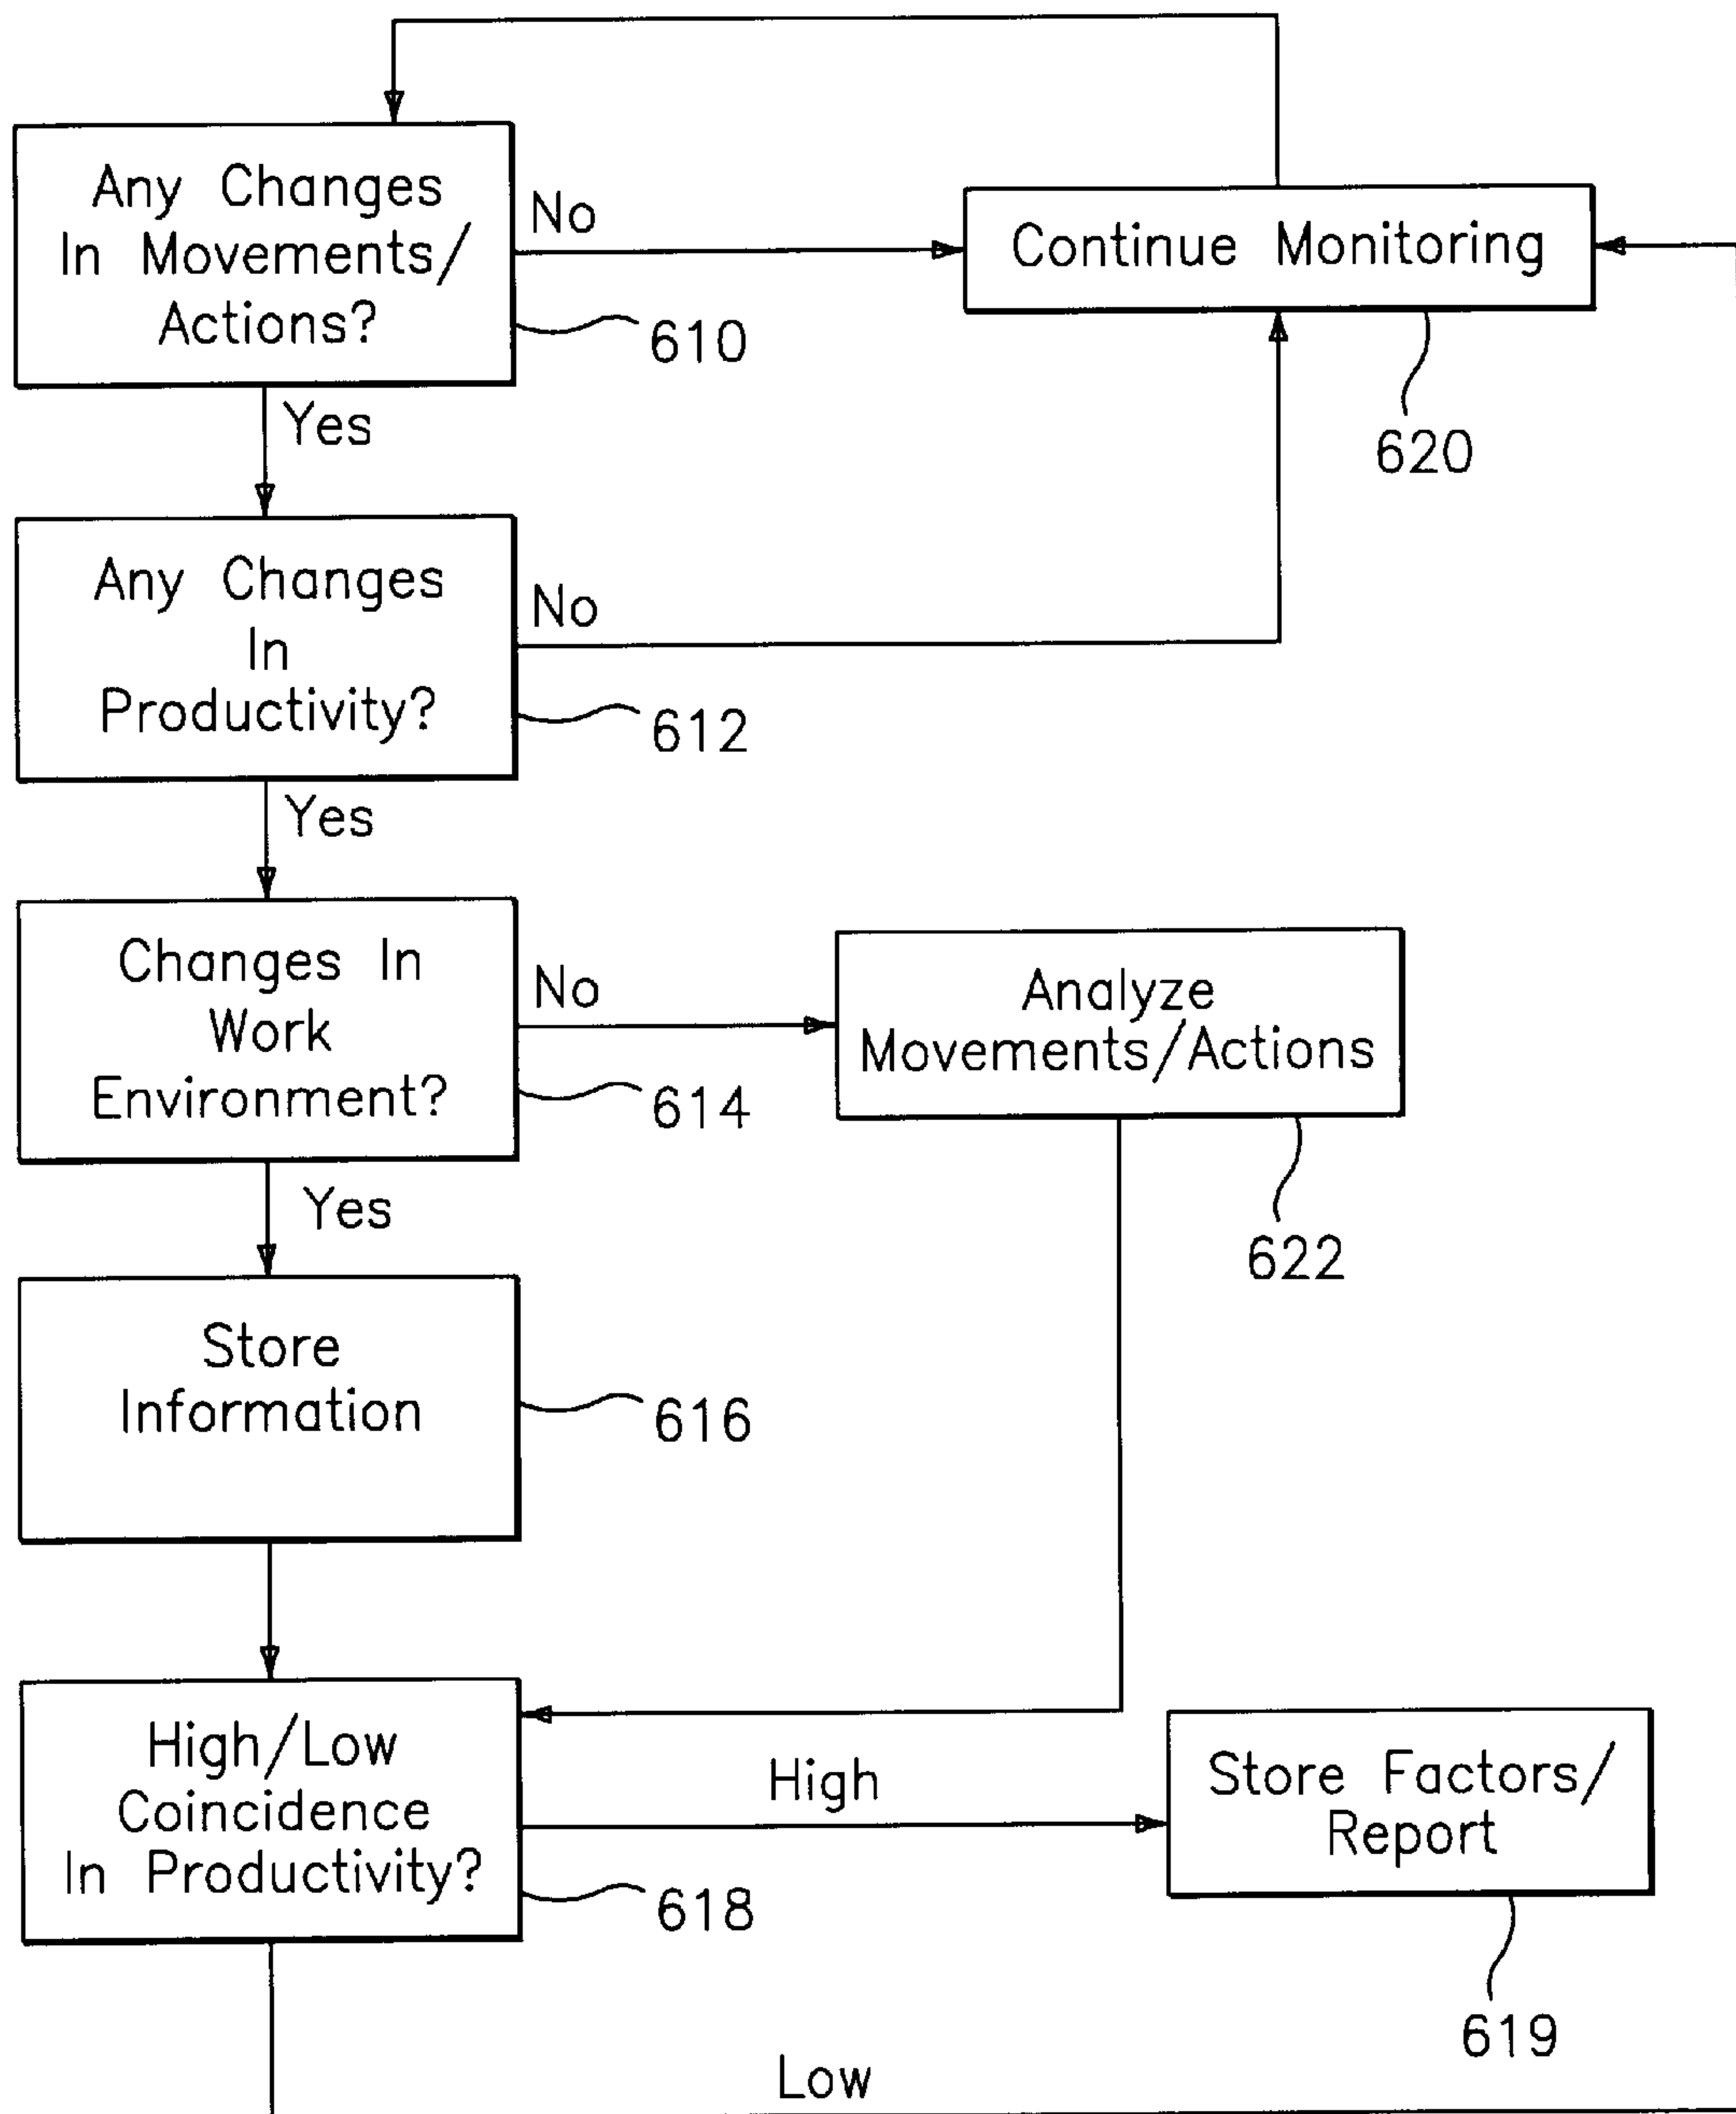 Any Changes
In Movements/
Actions?
No
610
Continue Monitoring
620
Yes
Any Changes
In
Productivity?
No
612
Yes
Changes In
Work
Environment?
No
614
Analyze
Movements/Actions
622
Yes
Store
Information
616
High/Low
Coincidence
In Productivity?
High
618
Store Factors/
Report
619
Low